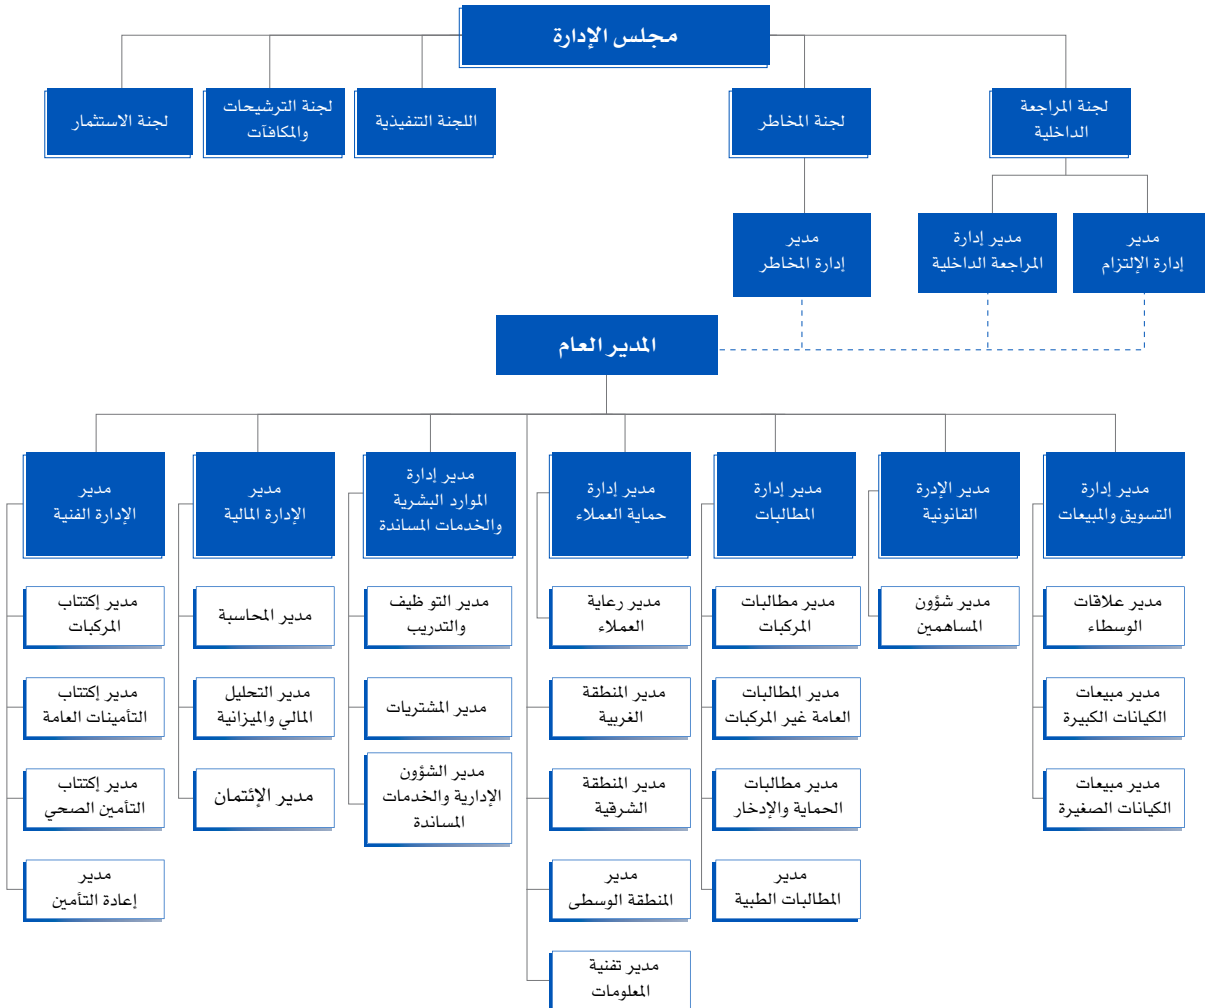 مجلس الإدارة
لجنة المراجعة
الداخلية
لجنة المخاطر
اللجنة التنفيذية
لجنة الترشيحات
والمكافآت
لجنة الاستثمار
مدير
إدارة الإلتزام
مدير إدارة
المراجعة الداخلية
مدير
إدارة المخاطر
المدير العام
مدير إدارة
التسويق والمبيعات
مدير الإدرة
القانونية
مدير إدارة
المطالبات
مدير إدارة
حماية العملاء
مدير إدارة
الموارد البشرية
والخدمات المساندة
مدير
الإدارة المالية
مدير
الإدارة الفنية
مدير علاقات
الوسطاء
مدير شؤون
المساهمين
مدير مطالبات
المركبات
مدير رعاية
العملاء
مدير التو ظيف
والتدريب
مدير المحاسبة
مدير إكتتاب
المركبات
مدير مبيعات
الكيانات الكبيرة
مدير المطالبات
العامة غير المركبات
مدير المنطقة
الغربية
مدير المشتريات
مدير التحليل
المالي والميزانية
مدير إكتتاب
التأمينات العامة
مدير مبيعات
الكيانات الصغيرة
مدير مطالبات
الحماية والإدخار
مدير المنطقة
الشرقية
مدير الشؤون
الإدارية والخدمات
المساندة
مدير الإئتمان
مدير إكتتاب
التأمين الصحي
مدير
المطالبات الطبية
مدير
المنطقة الوسطى
مدير
إعادة التأمين
مدير تفنية
المعلومات